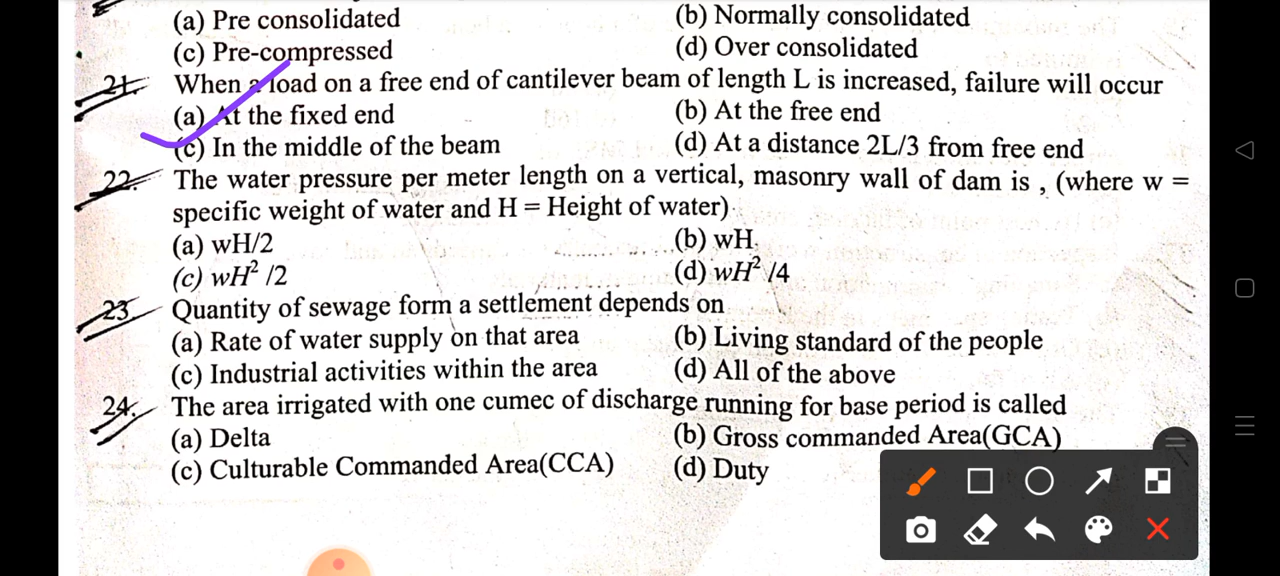 (a) Pre consolidated (b) Normally consolidated
(c) Pre-compressed (d) Over consolidated
21. When a load on a free end of cantilever beam of length L is increased, failure will occur
(a) At the fixed end (b) At the free end
(c) In the middle of the beam (d) At a distance 2L/3 from free end
22. The water pressure per meter length on a vertical, masonry wall of dam is , (where w =
specific weight of water and H = Height of water)
(a) wH/2 (b) wH
(c) wH² /2 (d) wH² /4
23. Quantity of sewage form a settlement depends on
(a) Rate of water supply on that area (b) Living standard of the people
(c) Industrial activities within the area (d) All of the above
24. The area irrigated with one cumec of discharge running for base period is called
(a) Delta (b) Gross commanded Area(GCA)
(c) Culturable Commanded Area(CCA) (d) Duty